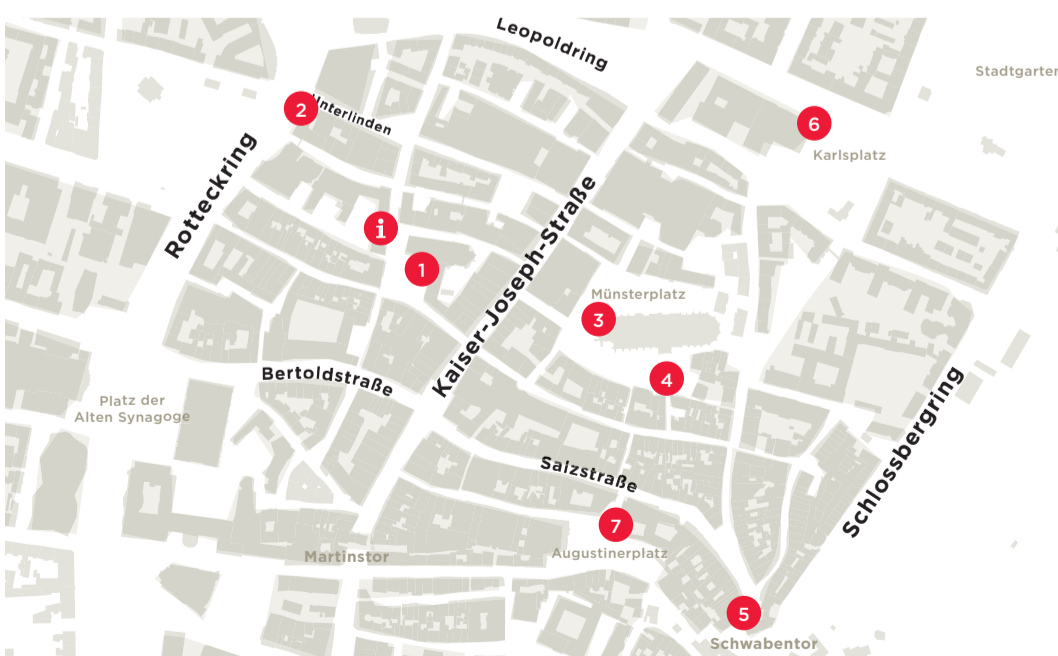 Leopoldring
Stadtgarten
2
Unterlinden
6
Karlsplatz
Rotteckring
i
1
Kaiser-Joseph-Straße
Münsterplatz
3
4
Bertoldstraße
Platz der
Alten Synagoge
Schlossbergring
Salzstraße
7
Augustinerplatz
Martinstor
5
Schwabentor